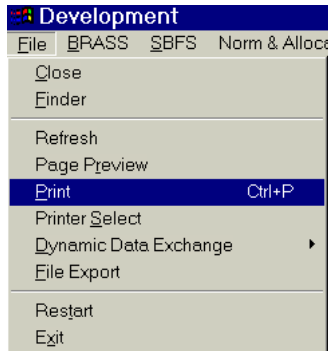 Development
File BRASS SBFS Norm & Alloca
Close
Finder
Refresh
Page Preview
Print Ctrl+P
Printer Select
Dynamic Data Exchange
File Export
Restart
Exit